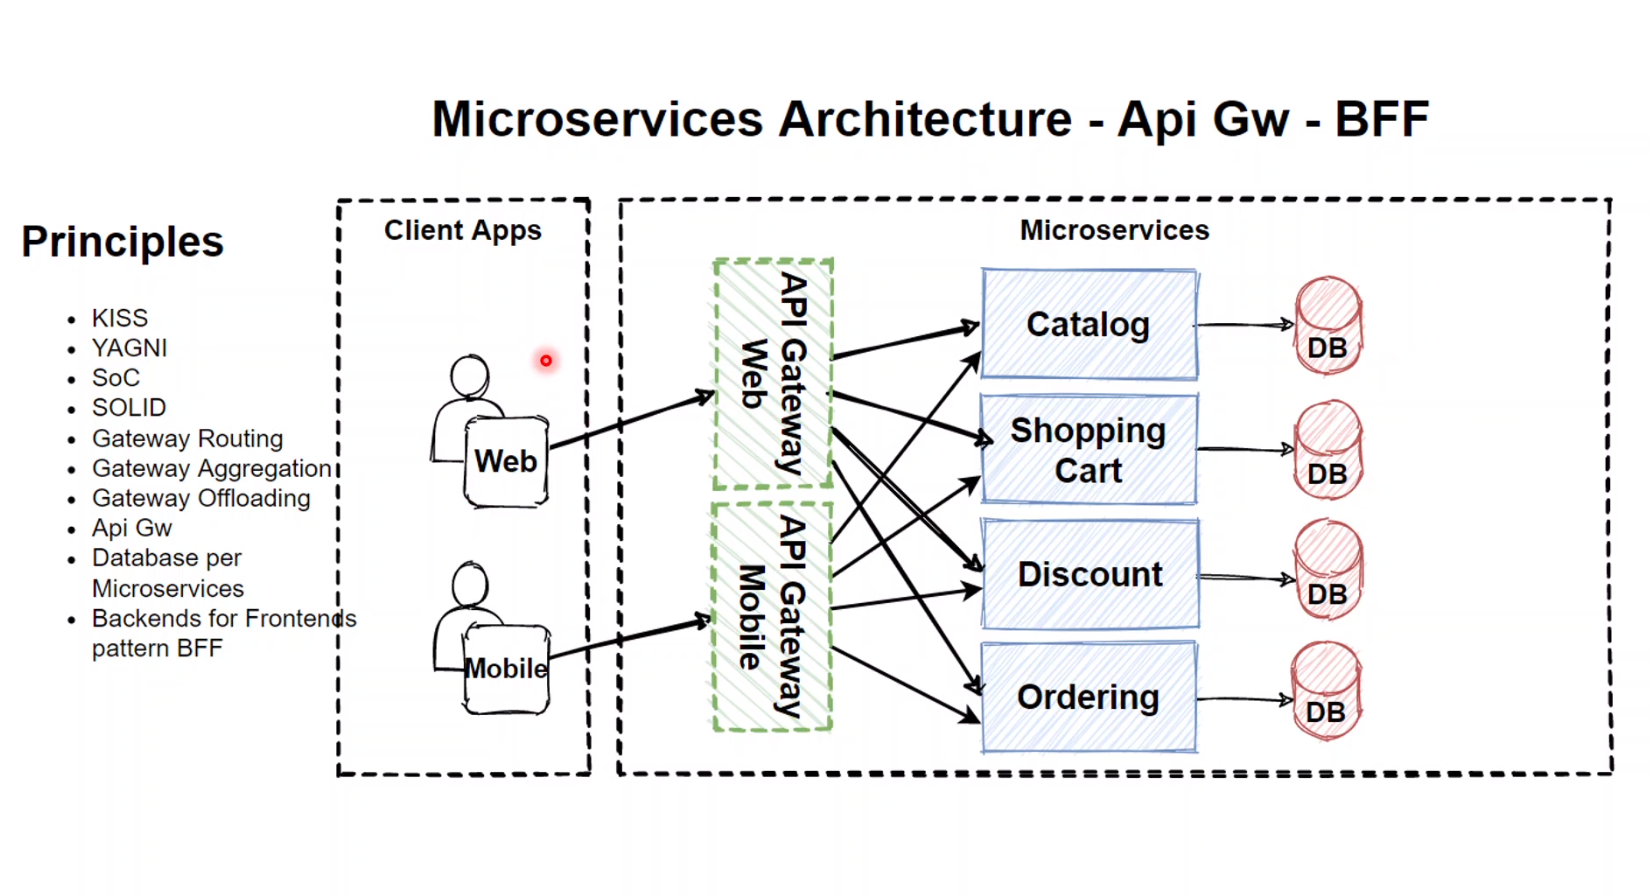 Microservices Architecture - Api Gw - BFF
Principles
KISS
YAGNI
SoC
SOLID
Gateway Routing
Gateway Aggregation
Gateway Offloading
Api Gw
Database per
Microservices
Backends for Frontends
pattern BFF
Client Apps
Web
Mobile
Microservices
API Gateway
Web
API Gateway
Mobile
Catalog
DB
Shopping
Cart
DB
Discount
DB
Ordering
DB